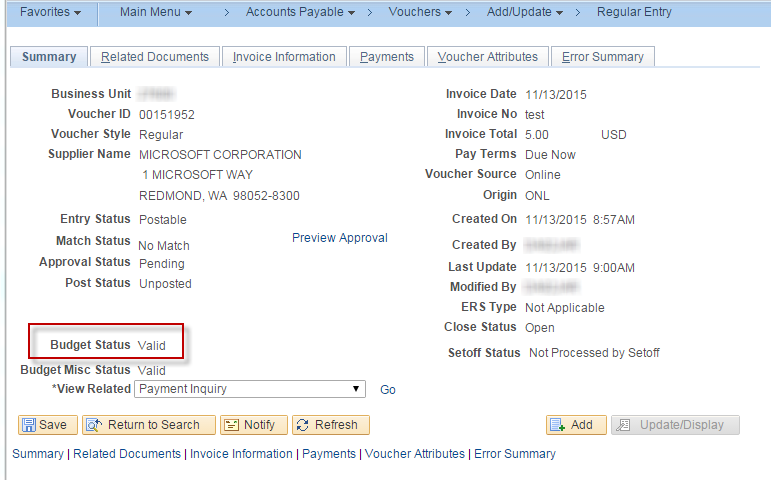 Favorites Main Menu > Accounts Payable > Vouchers > Add/Update > Regular Entry
Summary Related Documents Invoice Information Payments Voucher Attributes Error Summary
Business Unit
Voucher ID 00151952
Voucher Style Regular
Supplier Name MICROSOFT CORPORATION
1 MICROSOFT WAY
REDMOND, WA 98052-8300
Entry Status Postable
Match Status No Match
Preview Approval
Approval Status Pending
Post Status Unposted
Budget Status Valid
Budget Misc Status Valid
*View Related Payment Inquiry Go
Invoice Date 11/13/2015
Invoice No test
Invoice Total 5.00 USD
Pay Terms Due Now
Voucher Source Online
Origin ONL
Created On 11/13/2015 8:57AM
Created By
Last Update 11/13/2015 9:00AM
Modified By
ERS Type Not Applicable
Close Status Open
Setoff Status Not Processed by Setoff
Save Return to Search Notify Refresh Add Update/Display
Summary | Related Documents | Invoice Information | Payments | Voucher Attributes | Error Summary